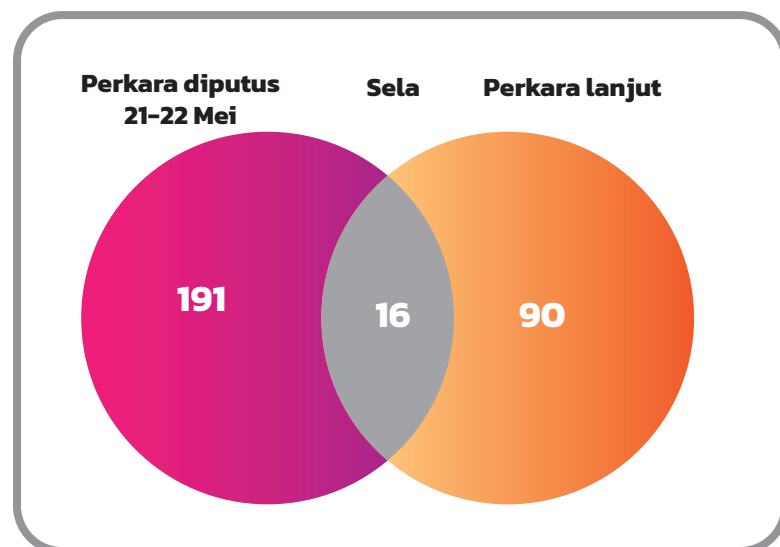 Perkara diputus
21–22 Mei
Sela
Perkara lanjut
191
16
90